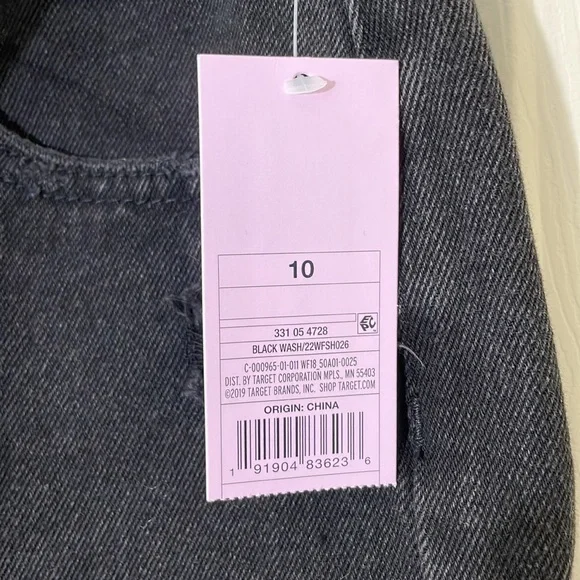 10
EPC
331 05 4728
BLACK WASH/22WFSH026
C-000965-01-011 WF18_50A01-0025
DIST. BY TARGET CORPORATION MPLS., MN 55403
©2019 TARGET BRANDS, INC. SHOP TARGET.COM
ORIGIN: CHINA
1 91904 83623 6